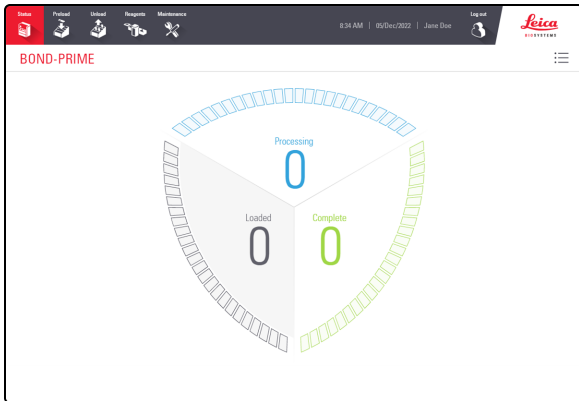 Status Preload Unload Reagents Maintenance Log out
8:34 AM | 05/Dec/2022 | Jane Doe
Leica
BIOSYSTEMS
BOND-PRIME
Processing
0
Loaded Complete
0 0